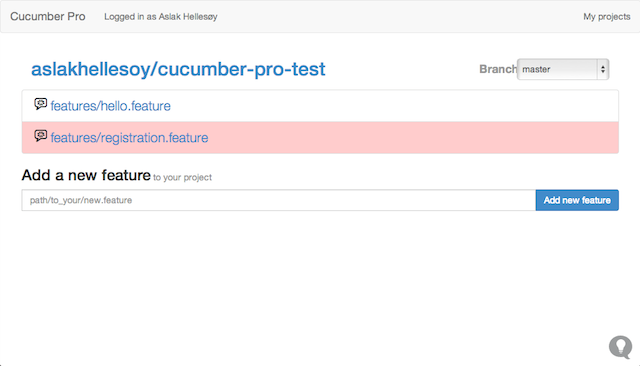 Cucumber Pro Logged in as Aslak Hellesøy My projects
aslakhellesoy/cucumber-pro-test Branch master
features/hello.feature
features/registration.feature
Add a new feature to your project
path/to_your/new.feature Add new feature